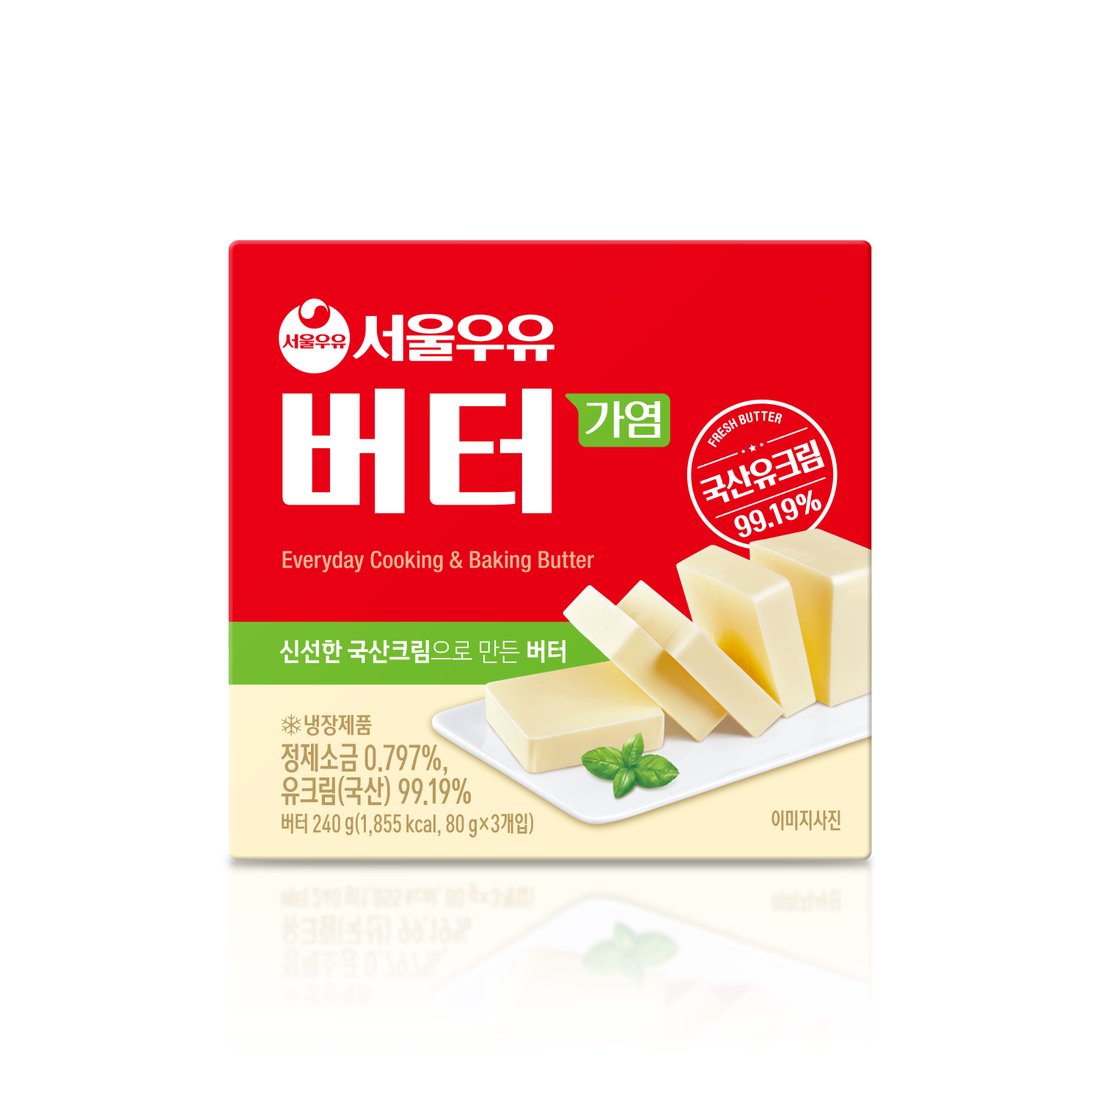 서울우유
서울우유
버터
가염
FRESH BUTTER
국산유크림
99.19%
Everyday Cooking & Baking Butter
신선한 국산크림으로 만든 버터
냉장제품
정제소금 0.797%,
유크림(국산) 99.19%
버터 240 g(1,855 kcal, 80 g×3개입)
이미지사진